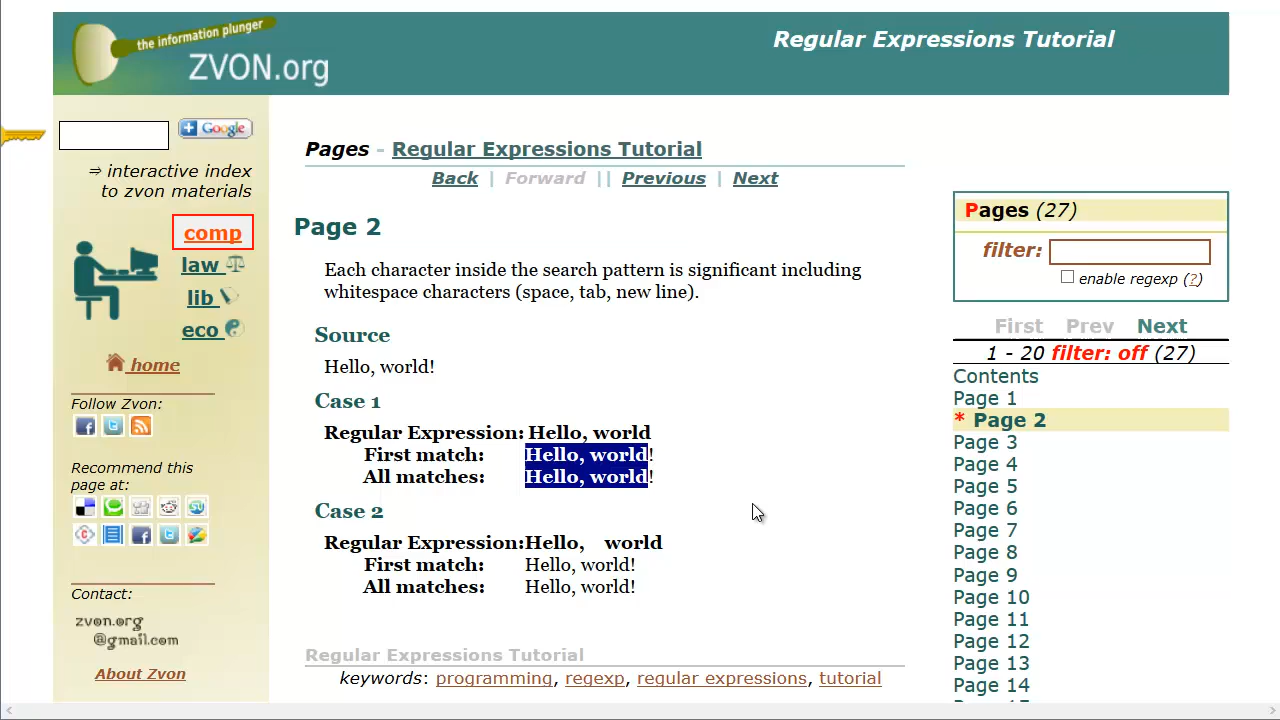 the information plunger
ZVON.org
Regular Expressions Tutorial
Google
⇒ interactive index
to zvon materials
comp
law
lib
eco
home
Follow Zvon:
Recommend this
page at:
Contact:
zvon.org
@gmail.com
About Zvon
Pages - Regular Expressions Tutorial
Back | Forward || Previous | Next
Page 2
Each character inside the search pattern is significant including
whitespace characters (space, tab, new line).
Source
Hello, world!
Case 1
Regular Expression: Hello, world
First match: Hello, world!
All matches: Hello, world!
Case 2
Regular Expression:Hello,    world
First match: Hello, world!
All matches: Hello, world!
Regular Expressions Tutorial
keywords: programming, regexp, regular expressions, tutorial
Pages (27)
filter:
enable regexp (?)
First Prev Next
1 - 20 filter: off (27)
Contents
Page 1
* Page 2
Page 3
Page 4
Page 5
Page 6
Page 7
Page 8
Page 9
Page 10
Page 11
Page 12
Page 13
Page 14